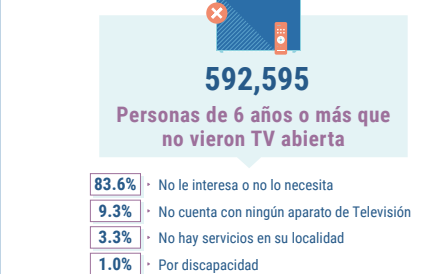 592,595
Personas de 6 años o más que
no vieron TV abierta
83.6% · No le interesa o no lo necesita
9.3% · No cuenta con ningún aparato de Televisión
3.3% · No hay servicios en su localidad
1.0% · Por discapacidad